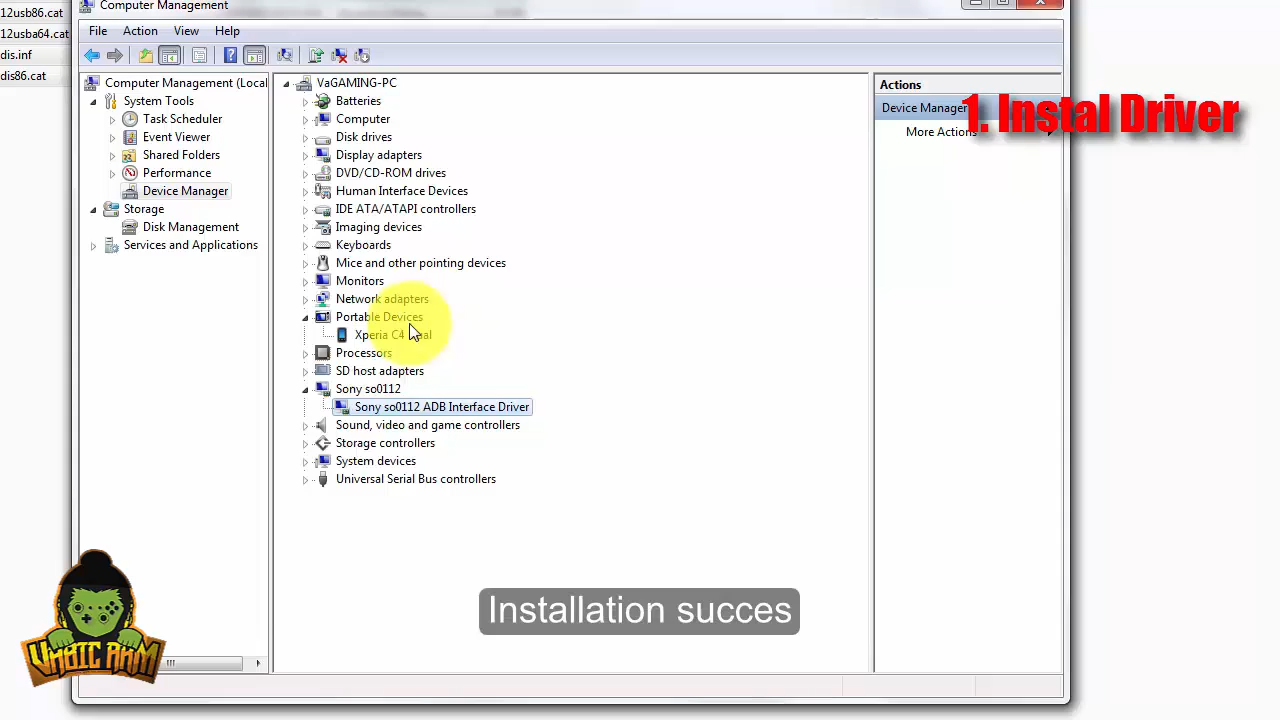 12usb86.cat
12usba64.cat
dis.inf
dis86.cat
Computer Management
File Action View Help
Computer Management (Local
System Tools
Task Scheduler
Event Viewer
Shared Folders
Performance
Device Manager
Storage
Disk Management
Services and Applications
VaGAMING-PC
Batteries
Computer
Disk drives
Display adapters
DVD/CD-ROM drives
Human Interface Devices
IDE ATA/ATAPI controllers
Imaging devices
Keyboards
Mice and other pointing devices
Monitors
Network adapters
Portable Devices
Xperia C4
Processors
SD host adapters
Sony so0112
Sony so0112 ADB Interface Driver
Sound, video and game controllers
Storage controllers
System devices
Universal Serial Bus controllers
Actions
Device Manager
More Actions
1. Instal Driver
Installation succes